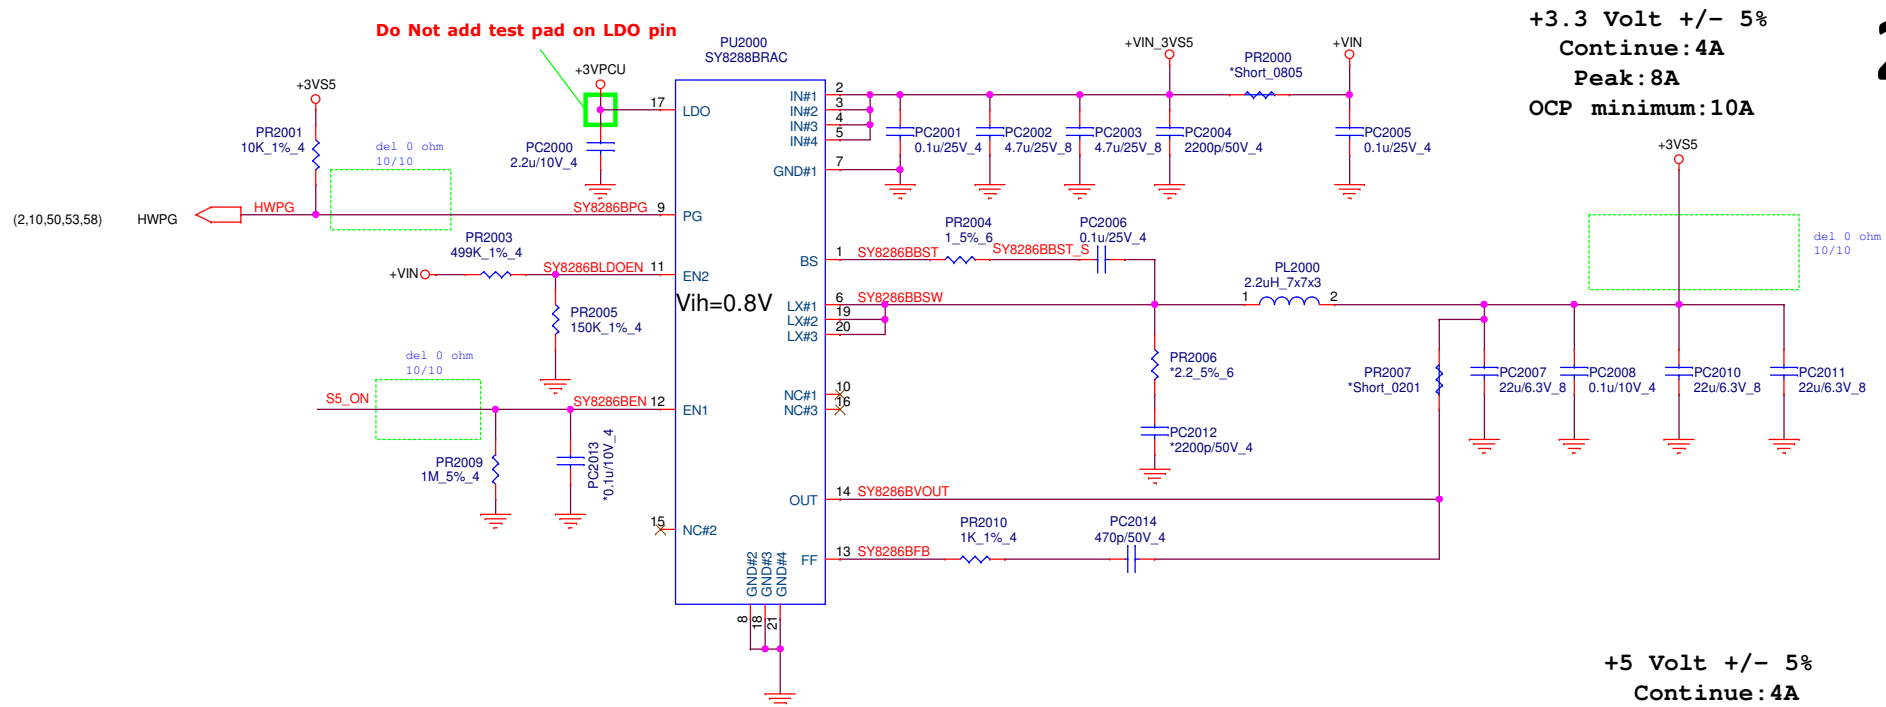 +3.3 Volt +/- 5%
Continue:4A
Peak:8A
OCP minimum:10A
2
Do Not add test pad on LDO pin
PU2000
SY8288BRAC
+3VPCU
+3VS5
PR2001
10K_1%_4
del 0 ohm
10/10
PC2000
2.2u/10V_4
17
LDO
(2,10,50,53,58)
HWPG
HWPG
SY8286BPG
9
PG
PR2003
499K_1%_4
+VIN
SY8286BLDOEN
11
EN2
Vih=0.8V
PR2005
150K_1%_4
del 0 ohm
10/10
S5_ON
SY8286BEN
12
EN1
PR2009
1M_5%_4
PC2013
*0.1u/10V_4
15
NC#2
GND#2
GND#3
GND#4
8
18
21
+VIN_3VS5
PR2000
*Short_0805
+VIN
IN#1
2
IN#2
3
IN#3
4
IN#4
5
GND#1
7
PC2001
0.1u/25V_4
PC2002
4.7u/25V_8
PC2003
4.7u/25V_8
PC2004
2200p/50V_4
PC2005
0.1u/25V_4
BS
1
SY8286BBST
PR2004
1_5%_6
SY8286BBST_S
PC2006
0.1u/25V_4
LX#1
6
SY8286BBSW
LX#2
19
LX#3
20
PL2000
2.2uH_7x7x3
1
2
+3VS5
del 0 ohm
10/10
PR2006
*2.2_5%_6
PC2012
*2200p/50V_4
NC#1
10
NC#3
16
PR2007
*Short_0201
PC2007
22u/6.3V_8
PC2008
0.1u/10V_4
PC2010
22u/6.3V_8
PC2011
22u/6.3V_8
OUT
14
SY8286BVOUT
FF
13
SY8286BFB
PR2010
1K_1%_4
PC2014
470p/50V_4
+5 Volt +/- 5%
Continue:4A